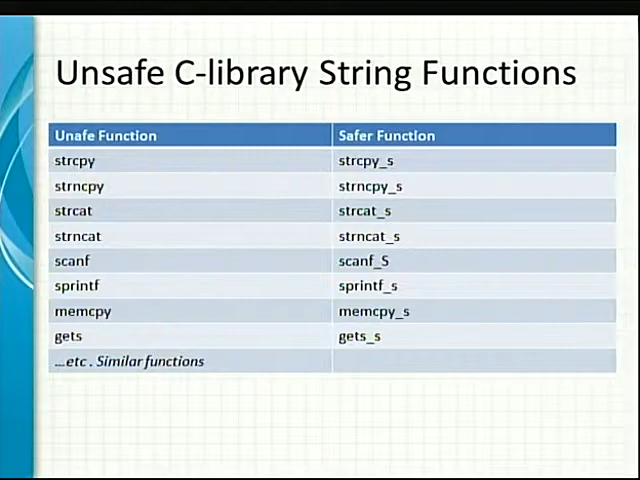 Unsafe C-library String Functions
Unafe Function Safer Function
strcpy strcpy_s
strncpy strncpy_s
strcat strcat_s
strncat strncat_s
scanf scanf_S
sprintf sprintf_s
memcpy memcpy_s
gets gets_s
...etc . Similar functions